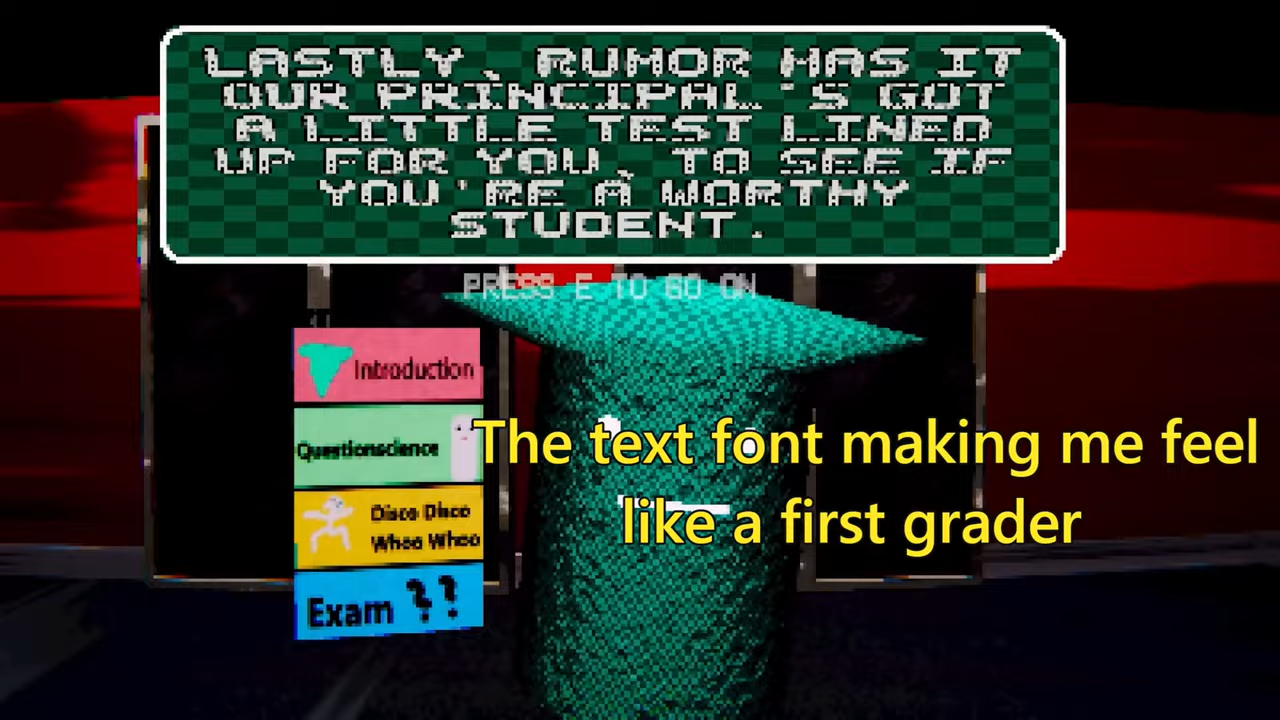 LASTLY, RUMOR HAS IT
OUR PRINCIPAL'S GOT
A LITTLE TEST LINED
UP FOR YOU, TO SEE IF
YOU'RE A WORTHY
STUDENT.
PRESS E TO GO ON
Introduction
Questionscience
Disco Disco
Whoo Whoo
Exam ??
The text font making me feel
like a first grader